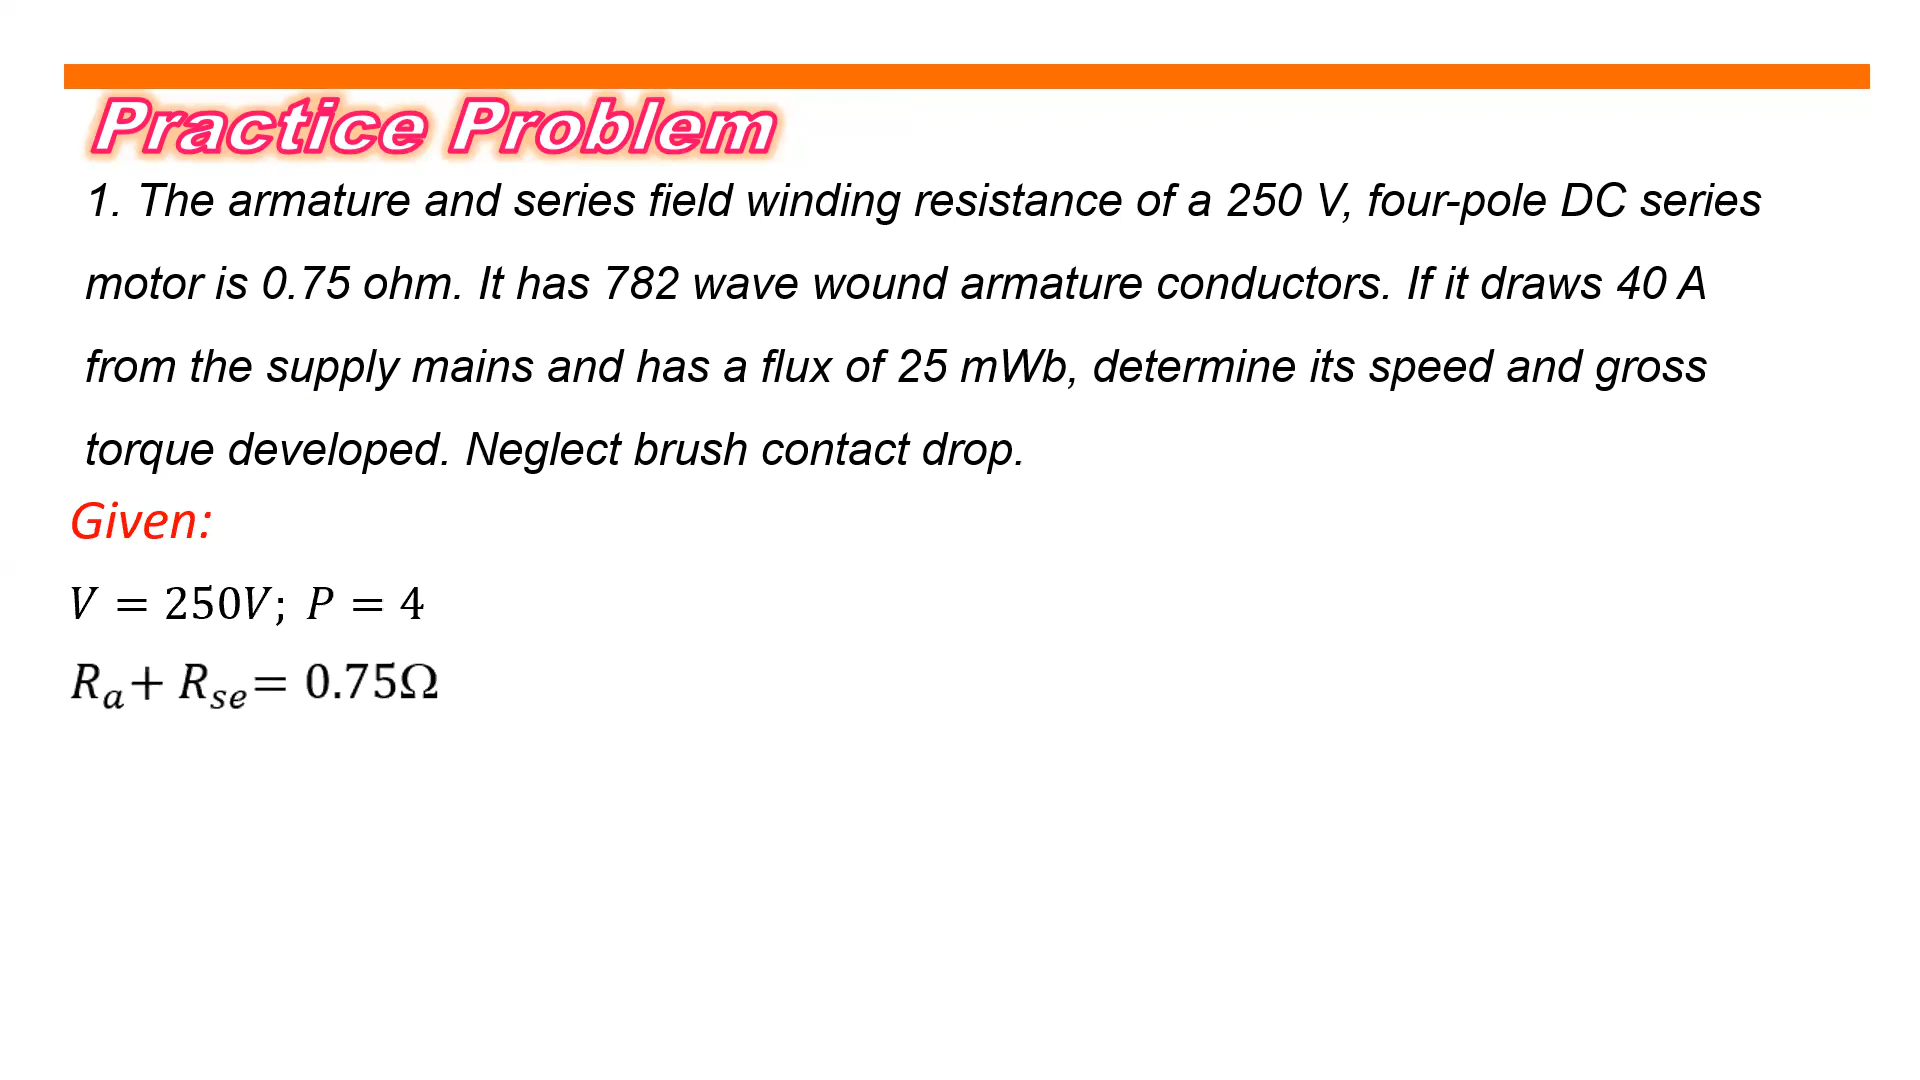 Practice Problem
1. The armature and series field winding resistance of a 250 V, four-pole DC series
motor is 0.75 ohm. It has 782 wave wound armature conductors. If it draws 40 A
from the supply mains and has a flux of 25 mWb, determine its speed and gross
torque developed. Neglect brush contact drop.
Given:
V = 250V; P = 4
Rₐ+ Rₛₑ= 0.75Ω